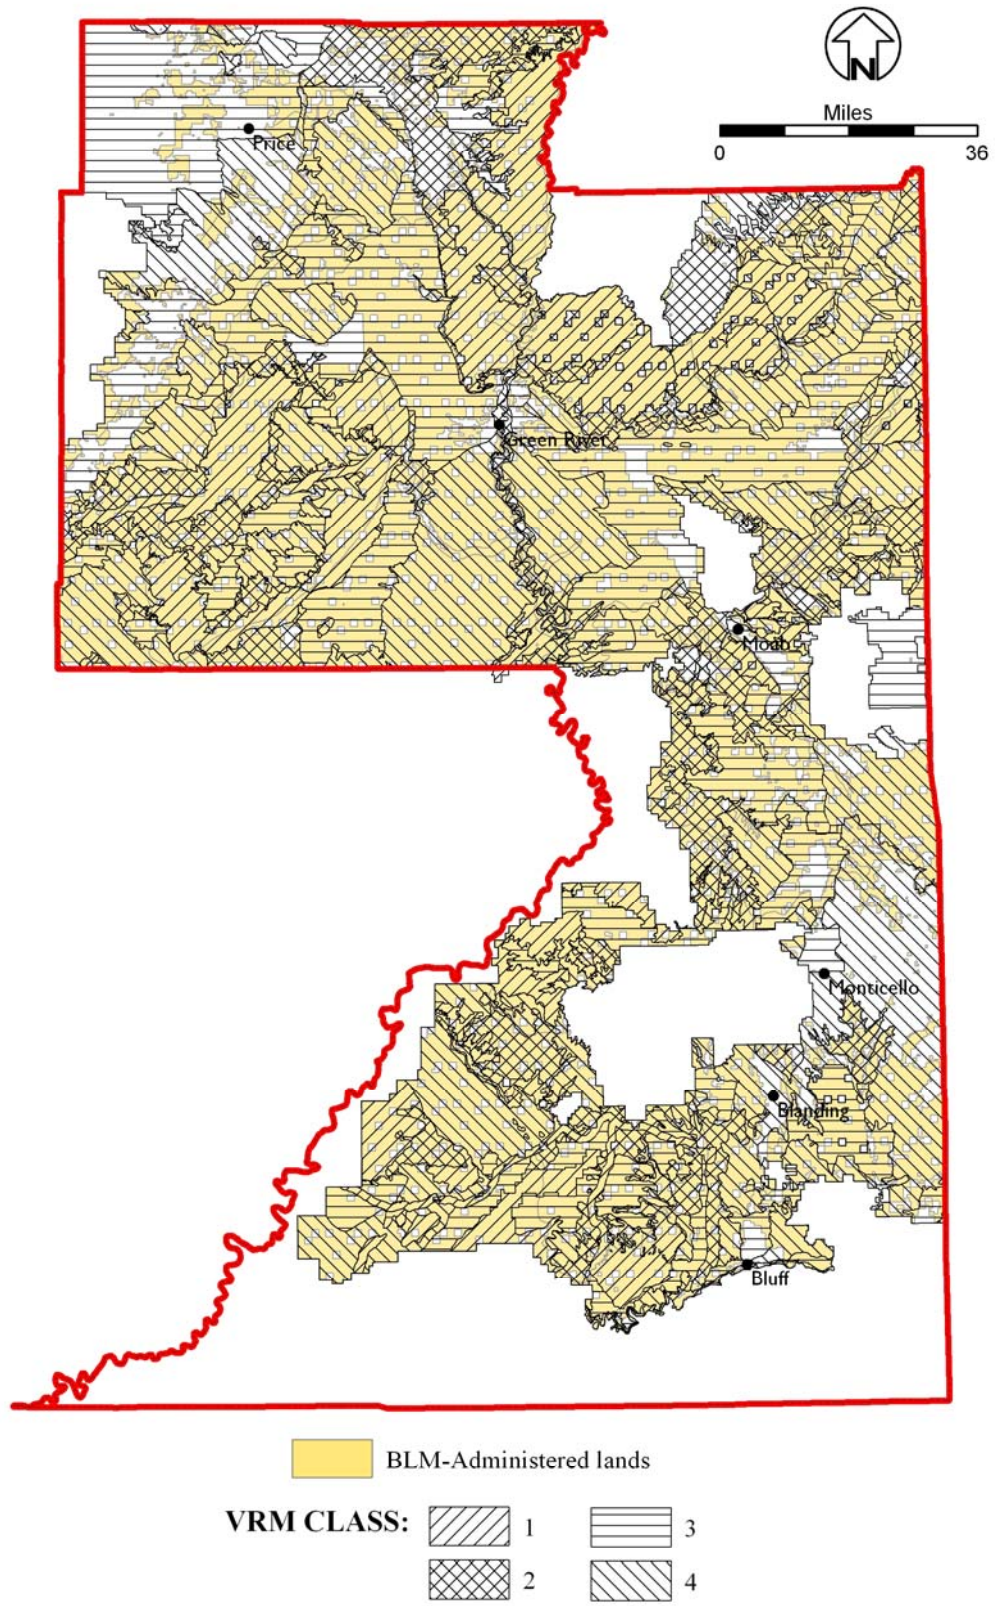 N
Miles
0 36
Price
Green River
Moab
Monticello
Blanding
Bluff
BLM-Administered lands
VRM CLASS: 1 3
2 4